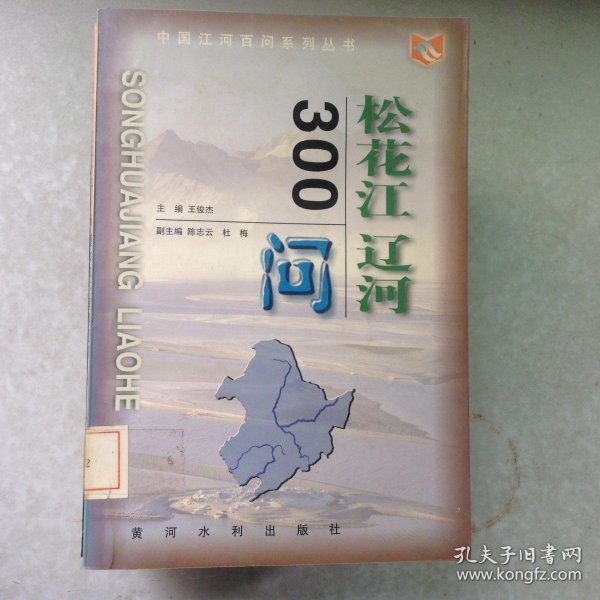 中国江河百问系列丛书
松花江 辽河
300
问
主 编 王俊杰
副主编 陈志云 杜 梅
SONGHUAJIANG LIAOHE
2
黄河水利出版社
孔夫子旧书网
www.kongfz.com